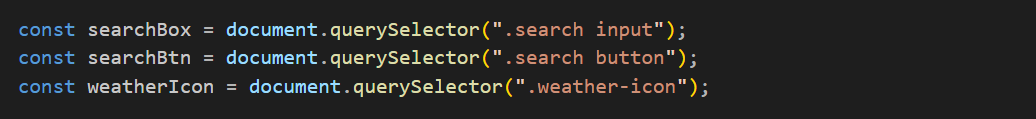 const searchBox = document.querySelector(".search input");
const searchBtn = document.querySelector(".search button");
const weatherIcon = document.querySelector(".weather-icon");